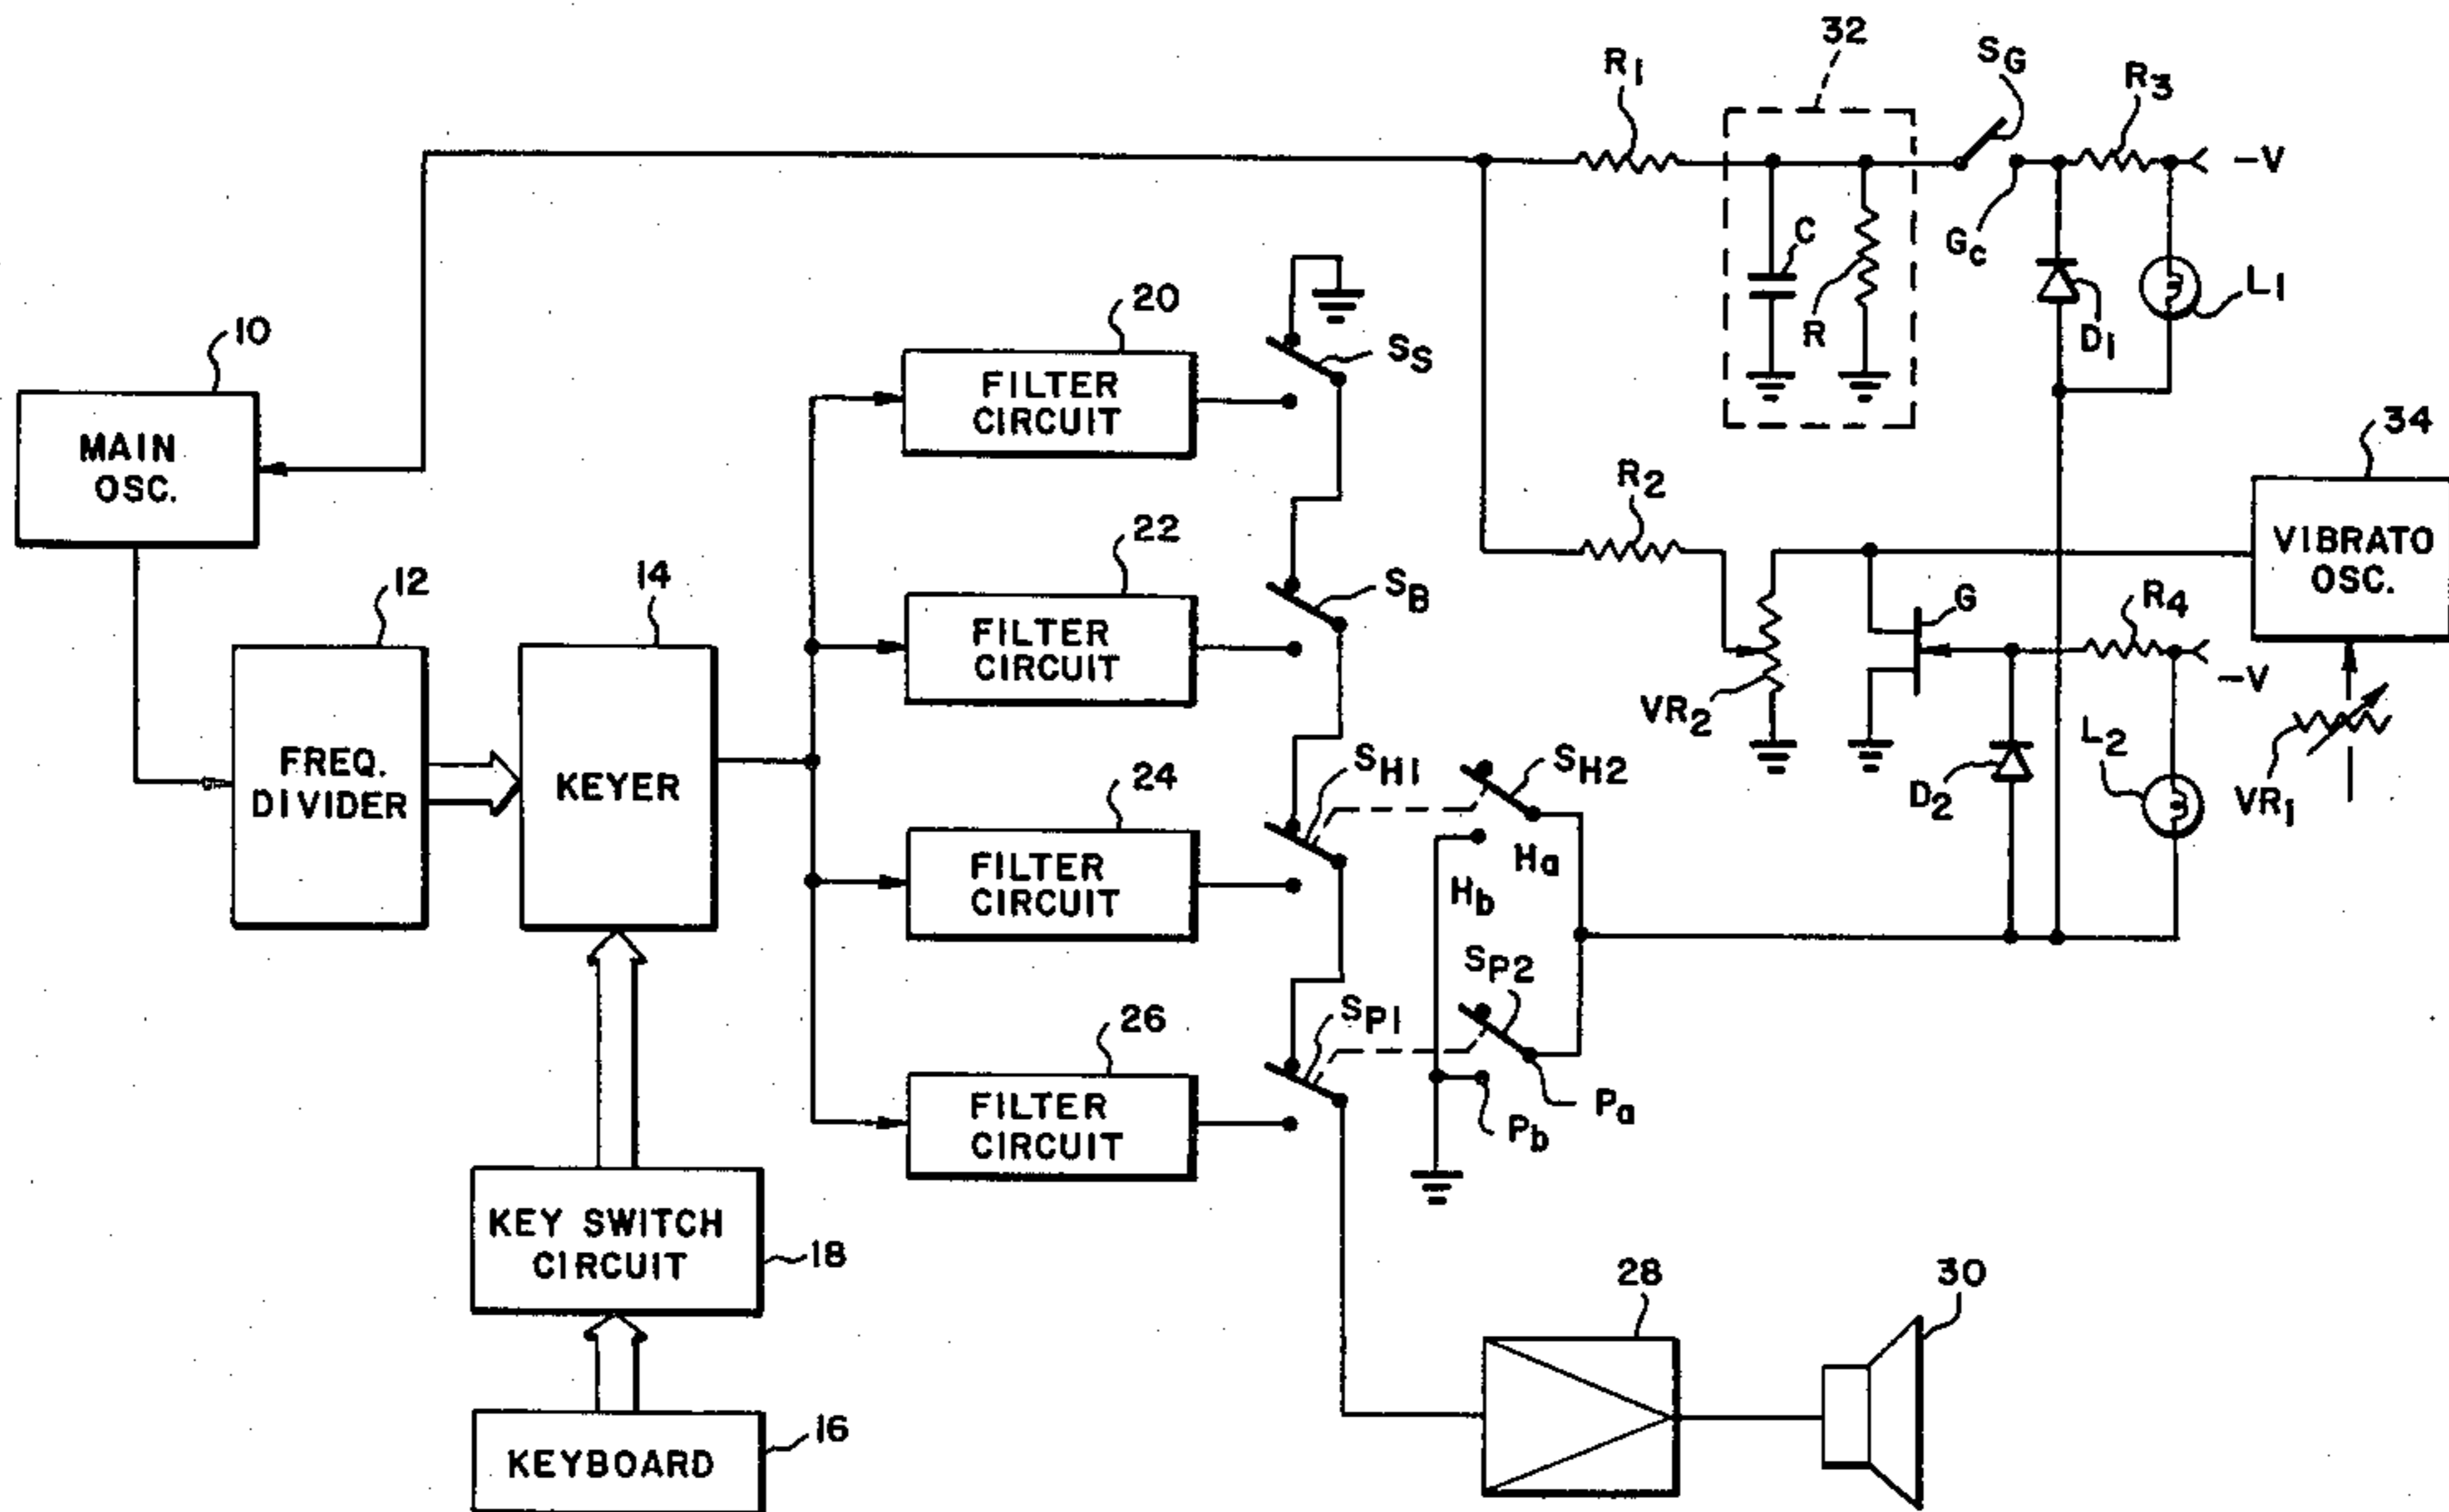 32
R1
SG
R3
-V
C
R
GC
D1
L1
10
MAIN
OSC.
20
FILTER
CIRCUIT
SS
34
VIBRATO
OSC.
R2
G
R4
-V
VR2
D2
L2
VR1
12
FREQ.
DIVIDER
14
KEYER
22
FILTER
CIRCUIT
SB
24
FILTER
CIRCUIT
SH1
SH2
Ha
Hb
26
FILTER
CIRCUIT
SP1
SP2
Pa
Pb
KEY SWITCH
CIRCUIT
18
KEYBOARD
16
28
30